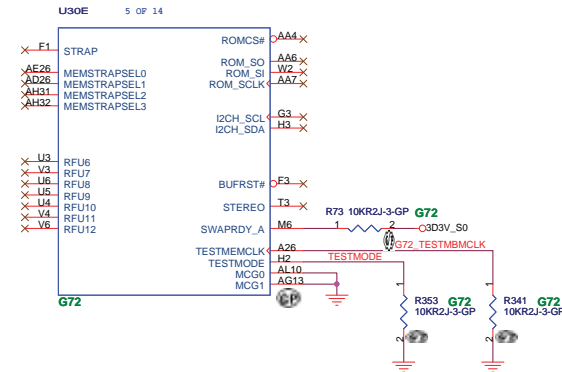 U30E 5 OF 14
F1 STRAP
AE26 MEMSTRAPSEL0
AD26 MEMSTRAPSEL1
AH31 MEMSTRAPSEL2
AH32 MEMSTRAPSEL3
U3 RFU6
V3 RFU7
U6 RFU8
U5 RFU9
U4 RFU10
V4 RFU11
V6 RFU12
ROMCS# AA4
ROM_SO AA6
ROM_SI W2
ROM_SCLK AA7
I2CH_SCL G3
I2CH_SDA H3
BUFRST# F3
STEREO T3
SWAPRDY_A M6
TESTMEMCLK A26
TESTMODE H2
MCG0 AL10
MCG1 AG13
G72
R73 10KR2J-3-GP G72
1 2 3D3V_S0
G72_TESTMBMCLK
TESTMODE
1 1
R353 G72
10KR2J-3-GP
R341 G72
10KR2J-3-GP
2 2
GP